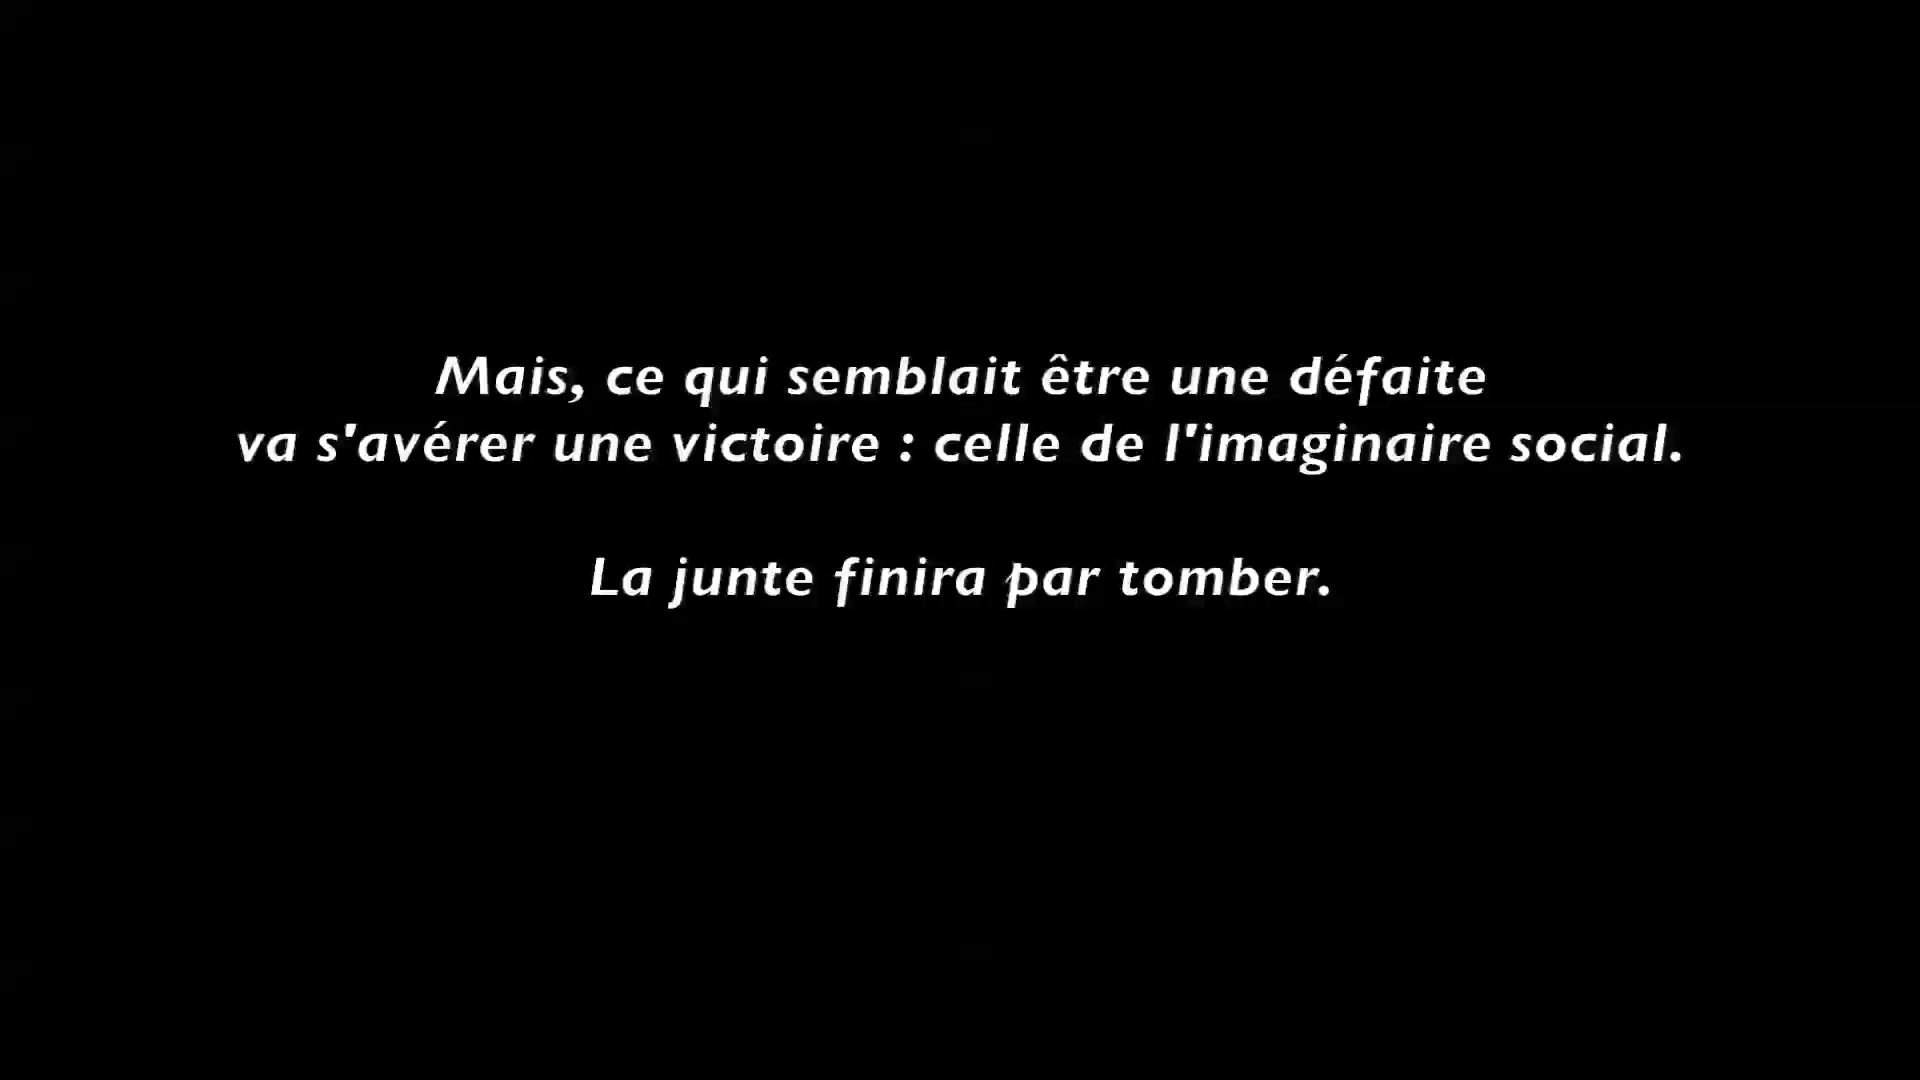 Mais, ce qui semblait être une défaite
va s'avérer une victoire : celle de l'imaginaire social.
La junte finira par tomber.